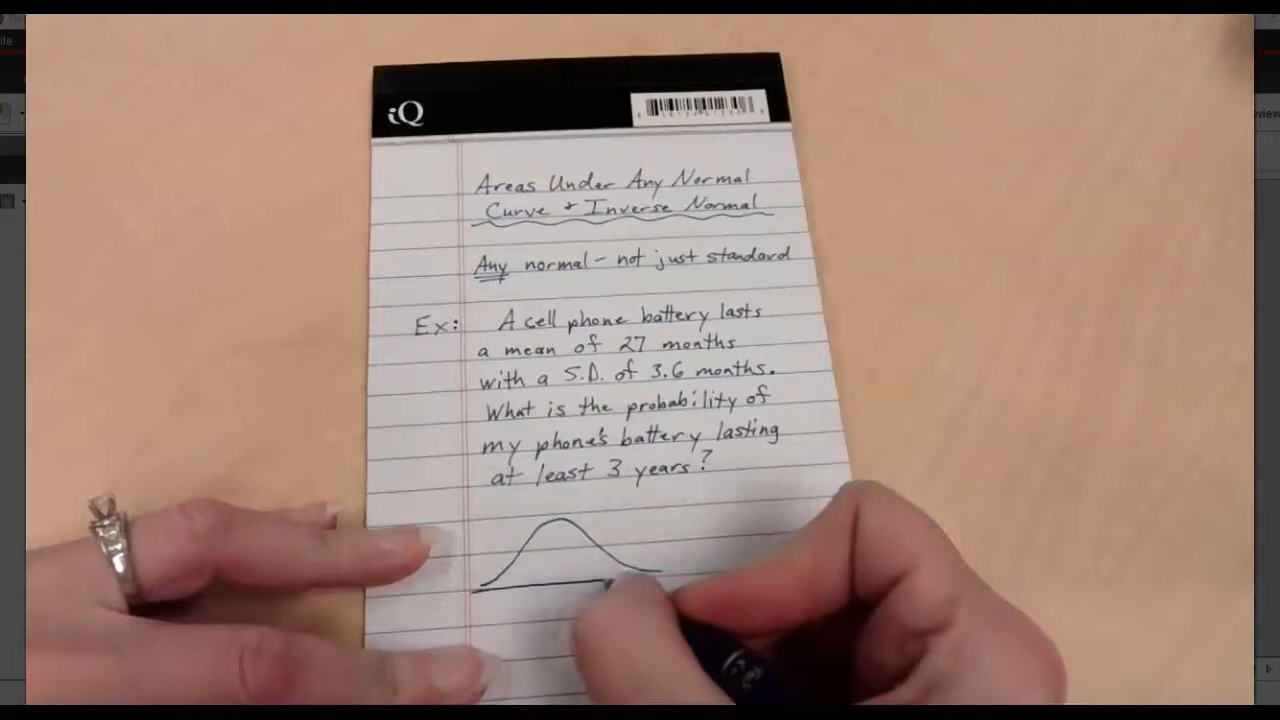 ile
iQ
eview
Areas Under Any Normal
Curve + Inverse Normal
Any normal - not just standard
Ex: A cell phone battery lasts
a mean of 27 months
with a S.D. of 3.6 months.
What is the probability of
my phone's battery lasting
at least 3 years?